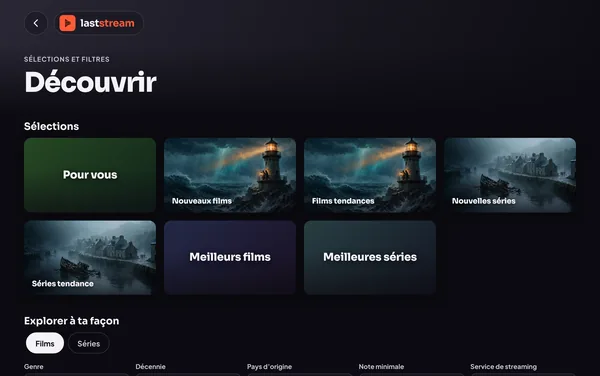 laststream
SÉLECTIONS ET FILTRES
Découvrir
Sélections
Pour vous
Nouveaux films
Films tendances
Nouvelles séries
Séries tendance
Meilleurs films
Meilleures séries
Explorer à ta façon
Films
Séries
Genre
Décennie
Pays d'origine
Note minimale
Service de streaming